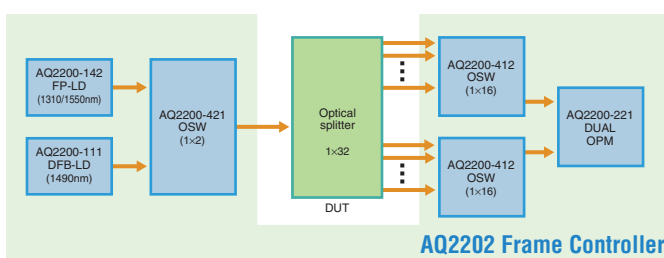 AQ2200-142
FP-LD
(1310/1550nm)
AQ2200-111
DFB-LD
(1490nm)
AQ2200-421
OSW
(1×2)
Optical
splitter
1×32
DUT
AQ2200-412
OSW
(1×16)
AQ2200-412
OSW
(1×16)
AQ2200-221
DUAL
OPM
AQ2202 Frame Controller